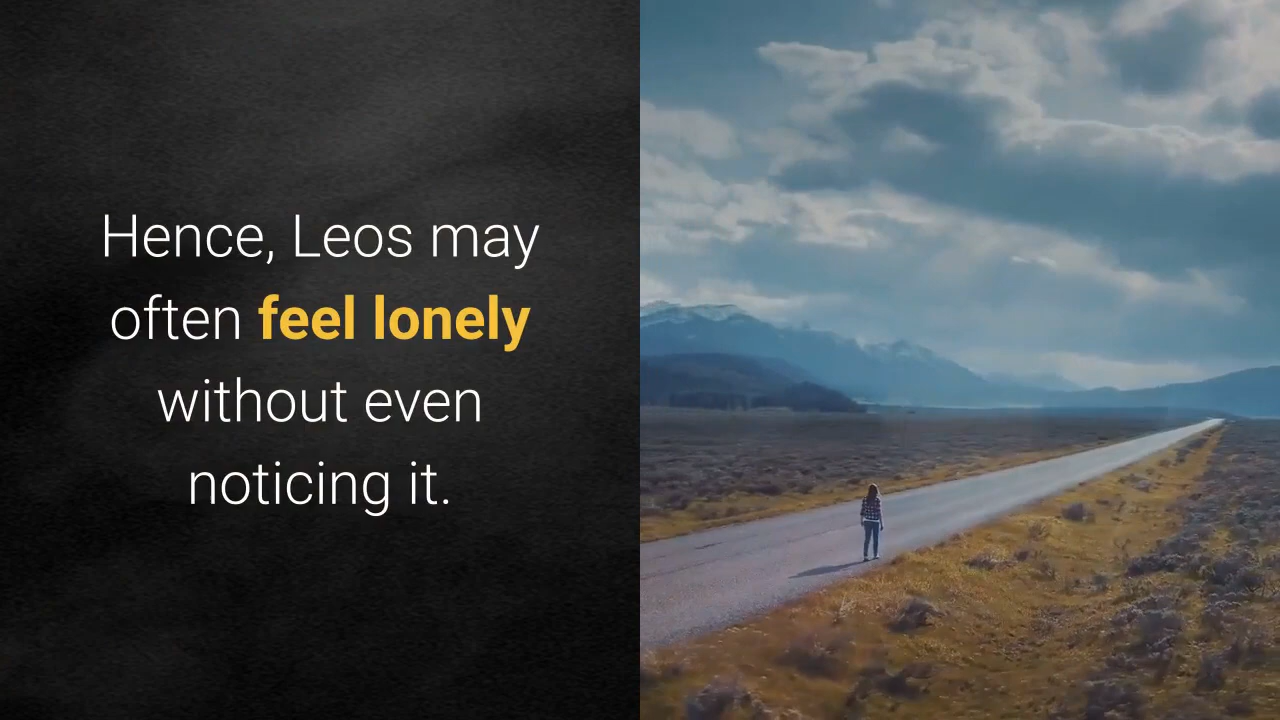 Hence, Leos may
often feel lonely
without even
noticing it.